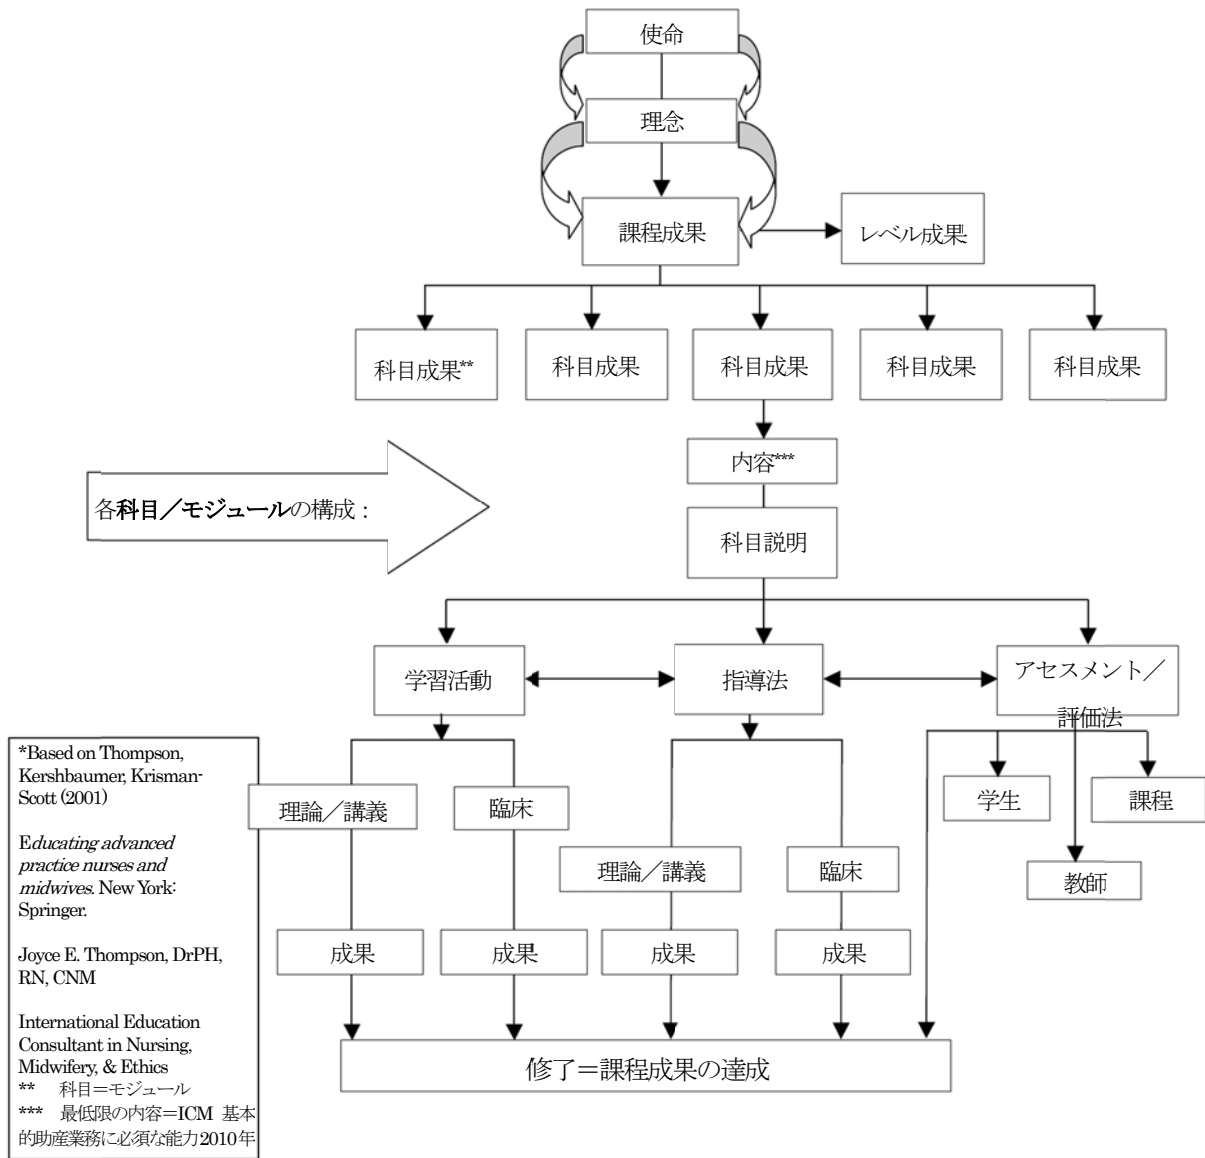 使命
理念
課程成果
レベル成果
科目成果**
科目成果
科目成果
科目成果
科目成果
内容***
各科目／モジュールの構成：
科目説明
学習活動
指導法
アセスメント／
評価法
理論／講義
臨床
理論／講義
臨床
学生
課程
教師
成果
成果
成果
成果
修了＝課程成果の達成
*Based on Thompson,
Kershbaumer, Krisman-
Scott (2001)
Educating advanced
practice nurses and
midwives. New York:
Springer.
Joyce E. Thompson, DrPH,
RN, CNM
International Education
Consultant in Nursing,
Midwifery, & Ethics
** 科目＝モジュール
*** 最低限の内容＝ICM 基本
的助産業務に必須な能力2010年